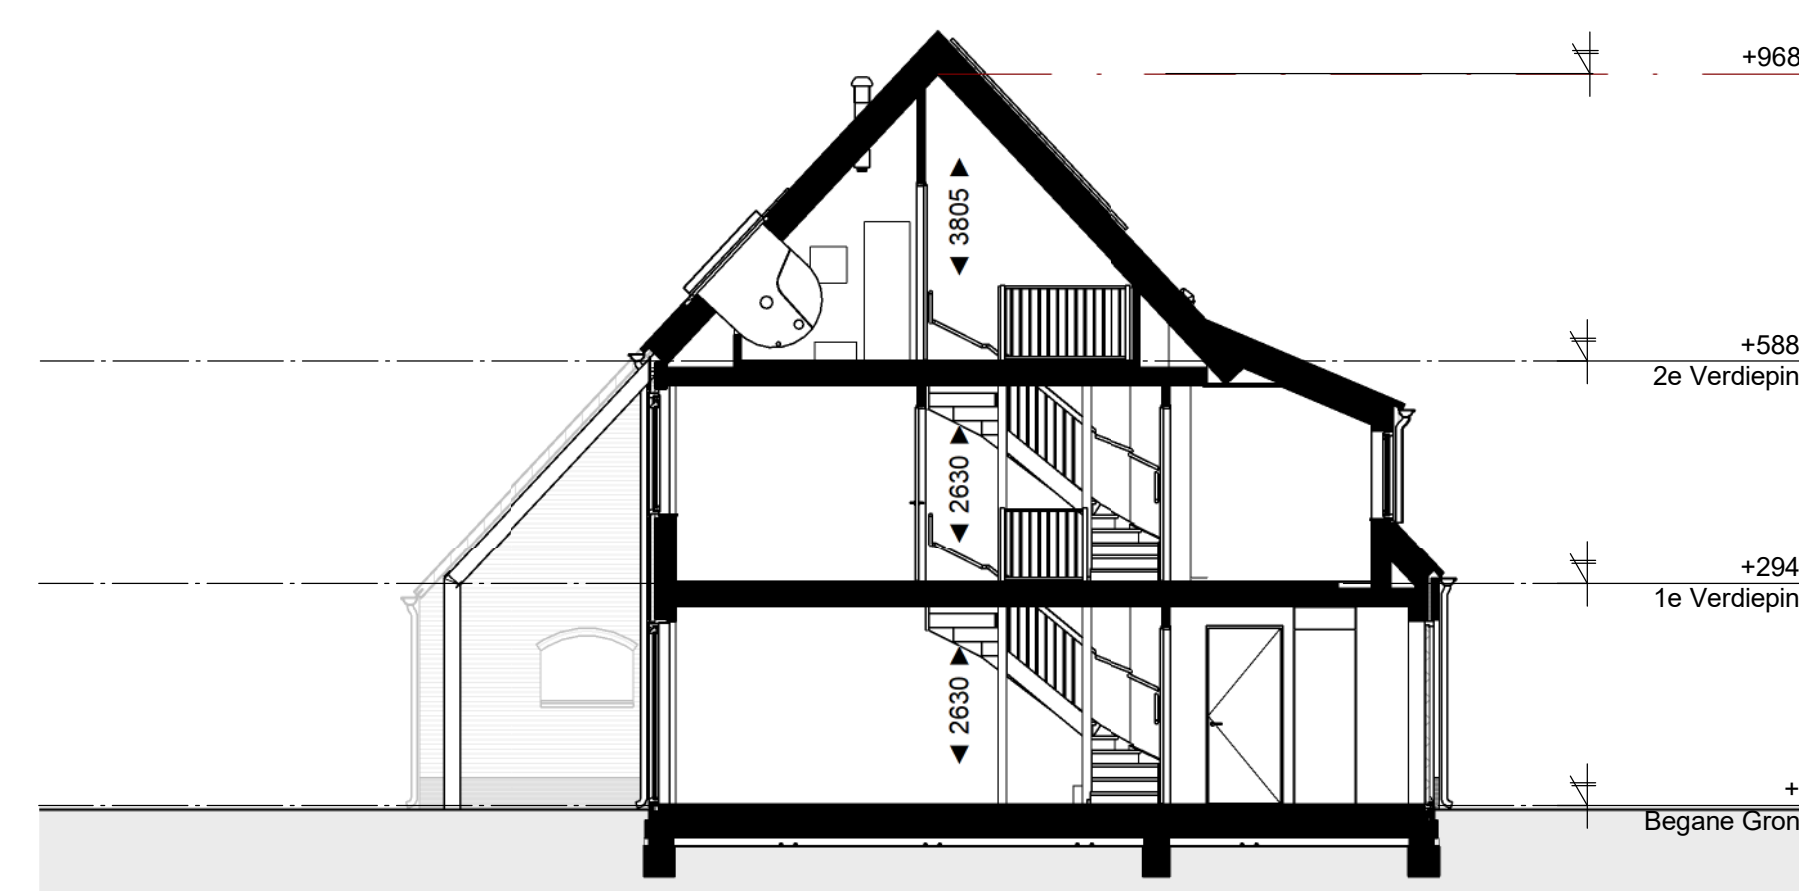 +968
3805
+588
2e Verdiepin
2630
+294
1e Verdiepin
2630
+
Begane Gron